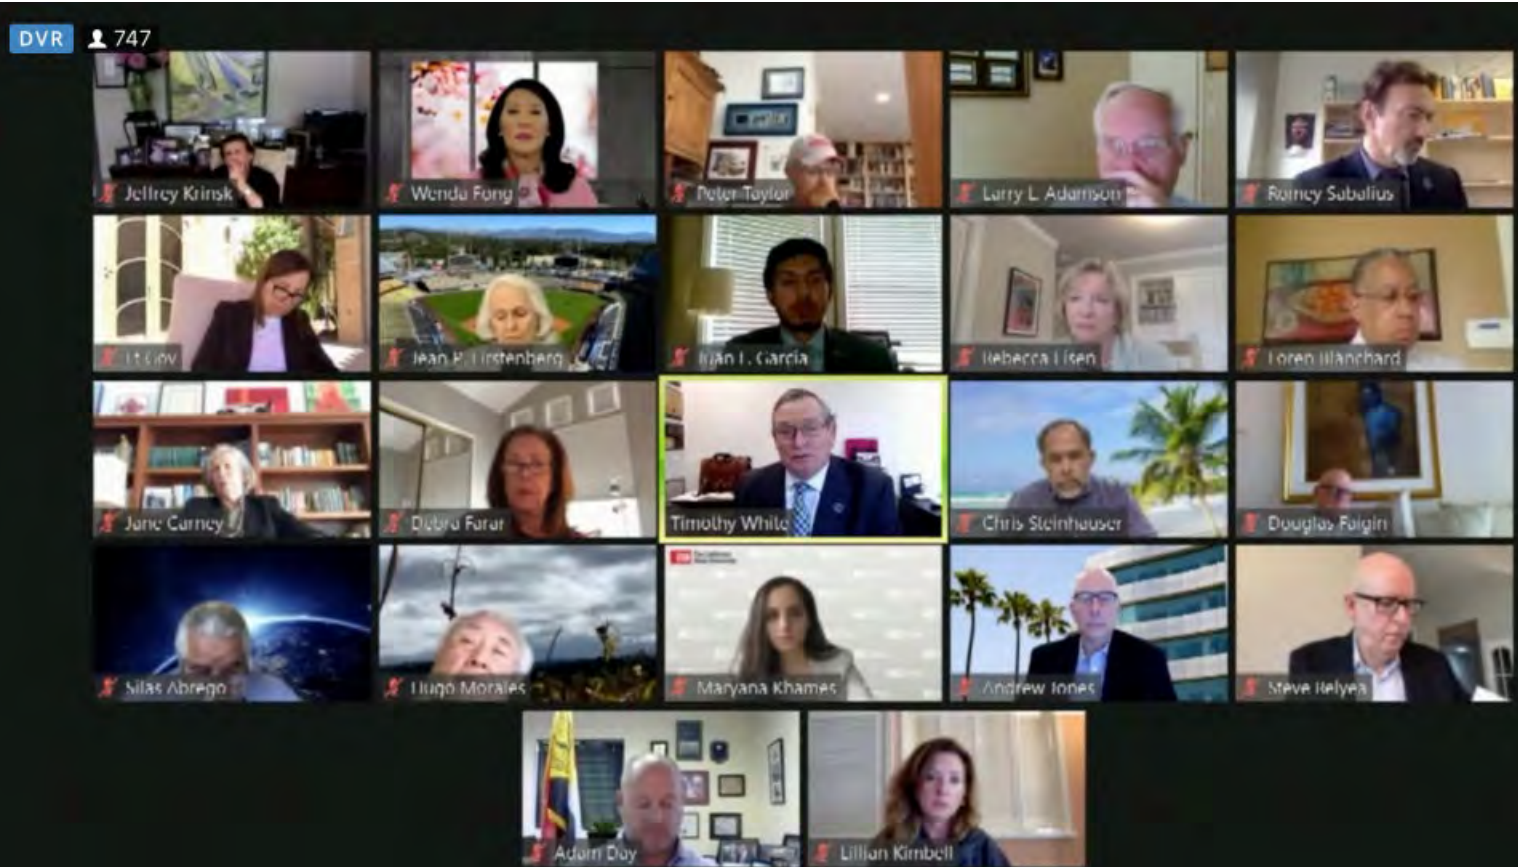 DVR 747
Jeffrey Krinsk
Wenda Fong
Peter Taylor
Larry L. Adamson
Romey Sabalius
Lt Gov
Jean P. Firstenberg
Juan F. Garcia
Rebecca Eisen
Loren Blanchard
Jane Carney
Debra Farar
Timothy White
Chris Steinhauser
Douglas Faigin
Silas Abrego
Hugo Morales
Maryana Khames
Andrew Jones
Steve Relyea
Adam Day
Lillian Kimbell